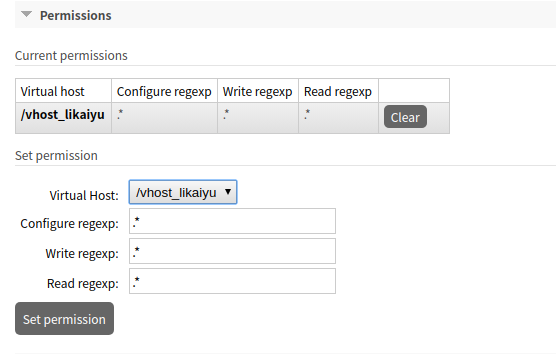 Permissions
Current permissions
Virtual host Configure regexp Write regexp Read regexp
/vhost_likaiyu .* .* .* Clear
Set permission
Virtual Host: /vhost_likaiyu
Configure regexp: .*
Write regexp: .*
Read regexp: .*
Set permission